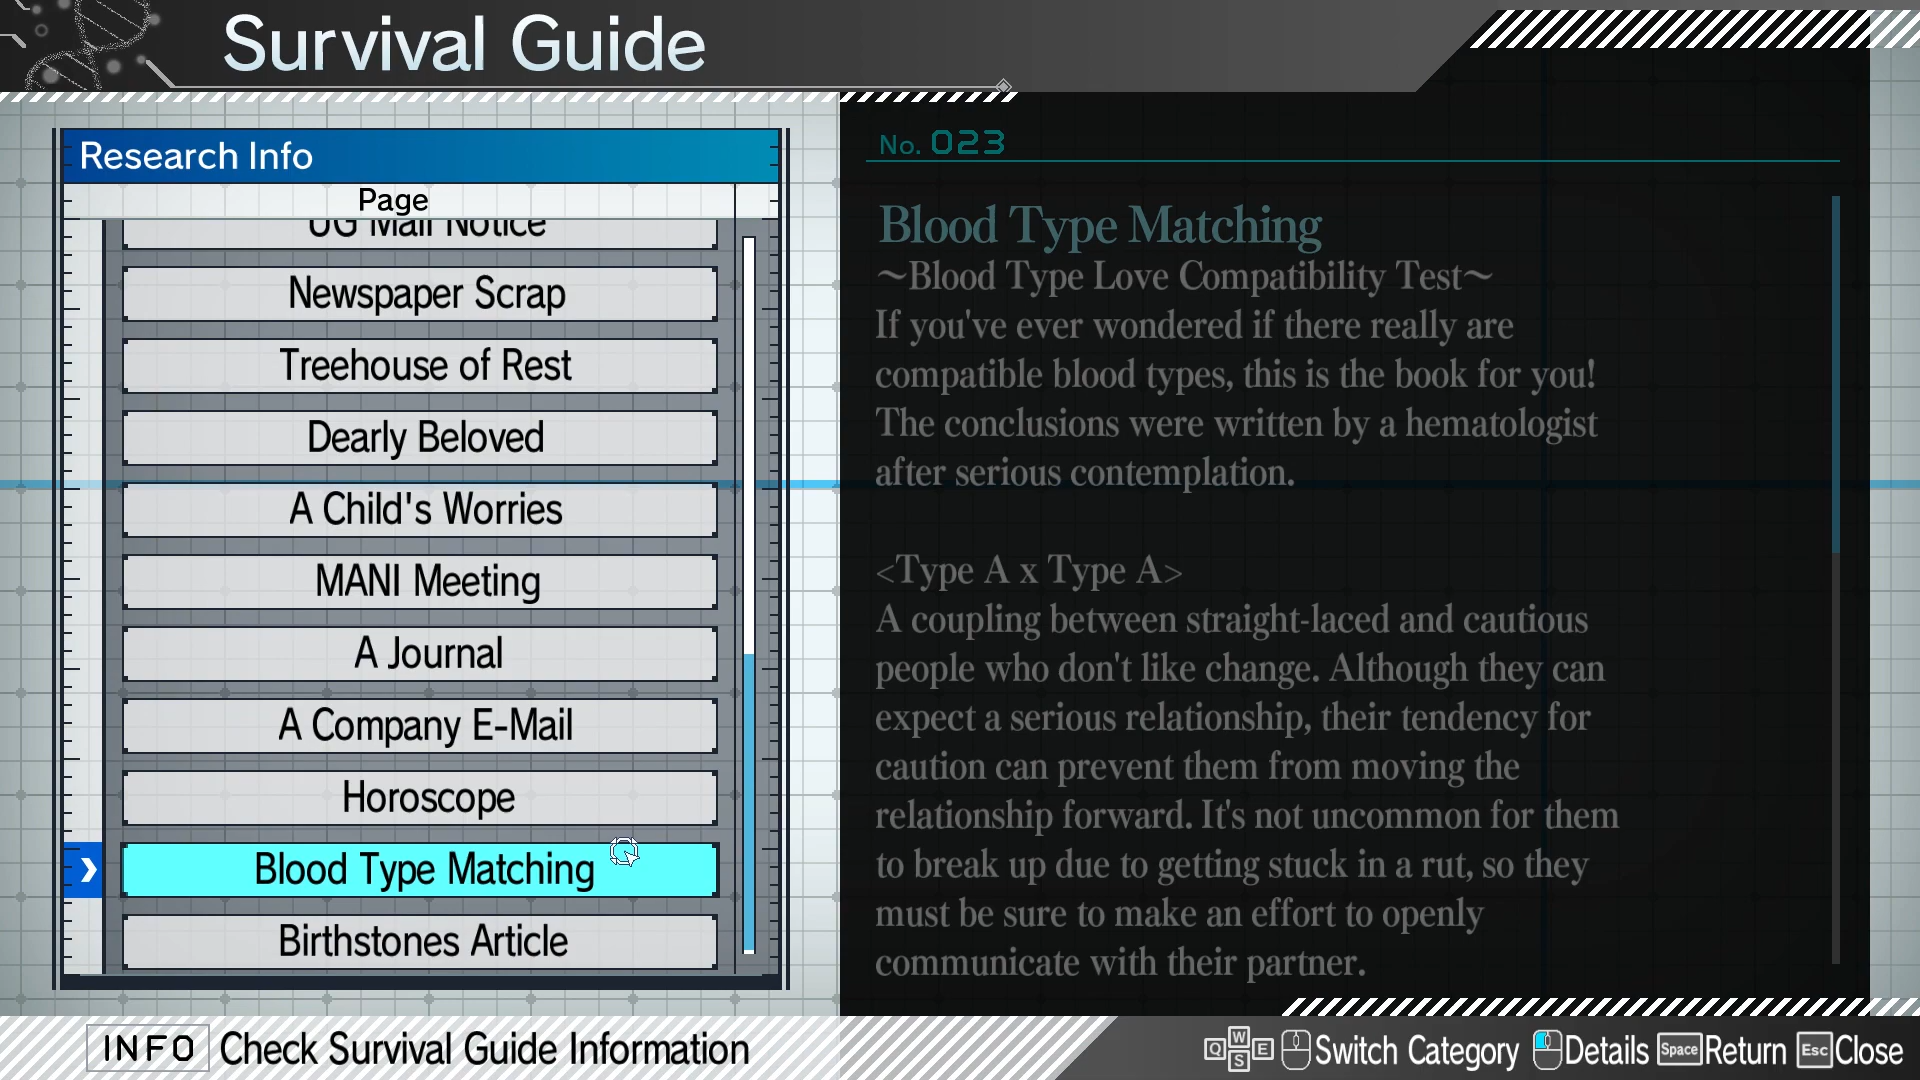 Survival Guide
Research Info
Page
UG Mail Notice
Newspaper Scrap
Treehouse of Rest
Dearly Beloved
A Child's Worries
MANI Meeting
A Journal
A Company E-Mail
Horoscope
Blood Type Matching
Birthstones Article
No. 023
Blood Type Matching
～Blood Type Love Compatibility Test～
If you've ever wondered if there really are
compatible blood types, this is the book for you!
The conclusions were written by a hematologist
after serious contemplation.
<Type A x Type A>
A coupling between straight-laced and cautious
people who don't like change. Although they can
expect a serious relationship, their tendency for
caution can prevent them from moving the
relationship forward. It's not uncommon for them
to break up due to getting stuck in a rut, so they
must be sure to make an effort to openly
communicate with their partner.
INFO Check Survival Guide Information
Q W S E Switch Category Details Space Return Esc Close